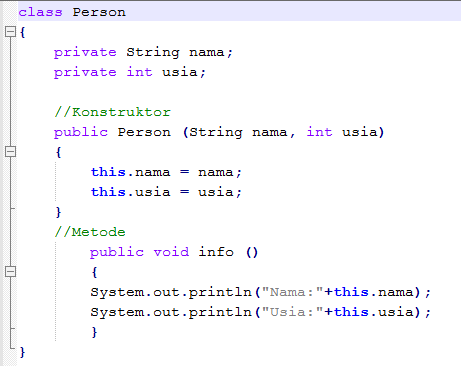 class Person
{
private String nama;
private int usia;
//Konstruktor
public Person (String nama, int usia)
{
this.nama = nama;
this.usia = usia;
}
//Metode
public void info ()
{
System.out.println("Nama:"+this.nama);
System.out.println("Usia:"+this.usia);
}
}